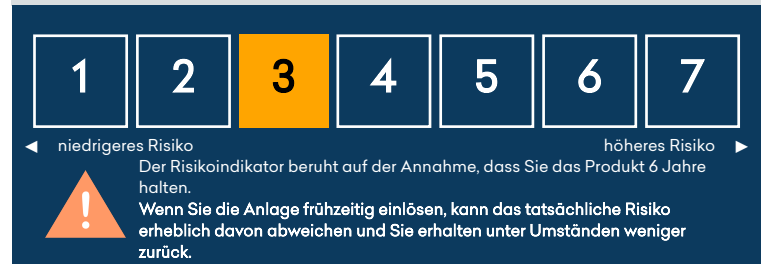 1 2 3 4 5 6 7
◄ niedrigeres Risiko höheres Risiko ►
Der Risikoindikator beruht auf der Annahme, dass Sie das Produkt 6 Jahre
halten.
Wenn Sie die Anlage frühzeitig einlösen, kann das tatsächliche Risiko
erheblich davon abweichen und Sie erhalten unter Umständen weniger
zurück.